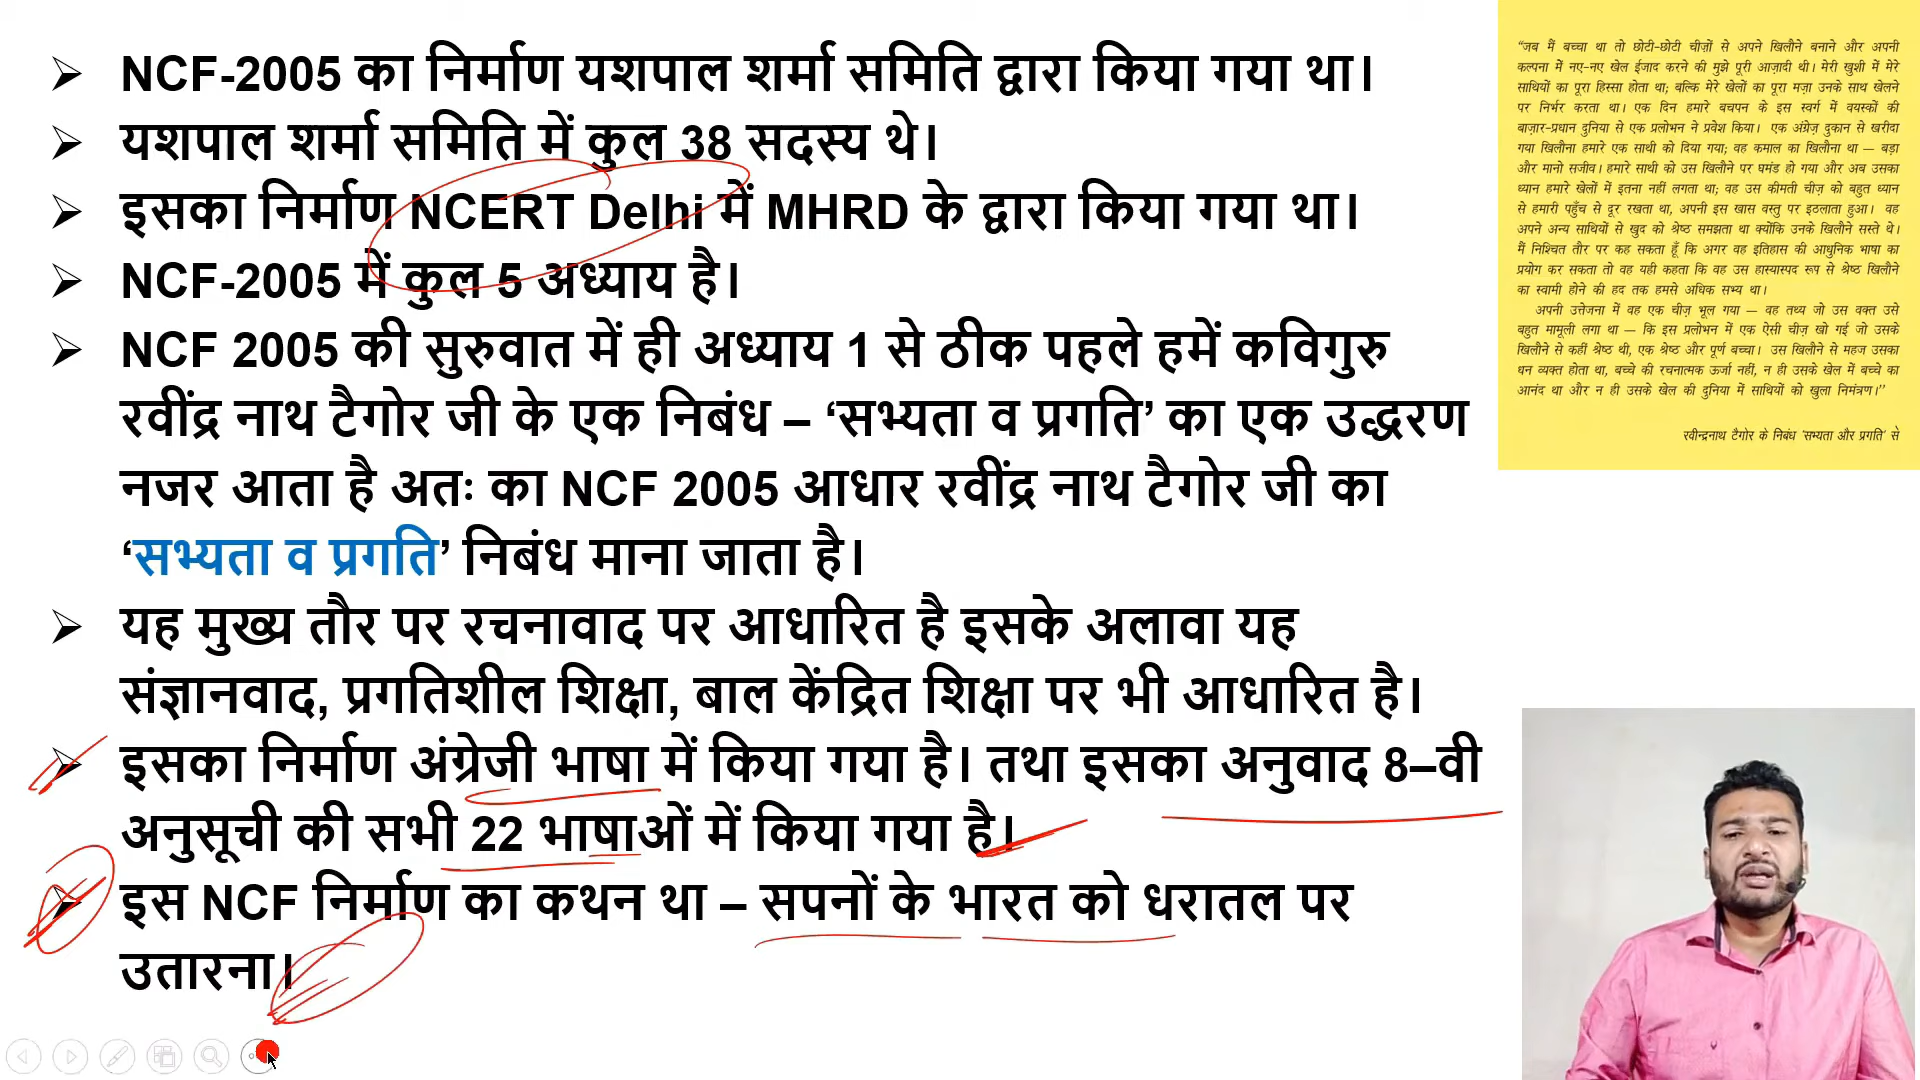 ➢ NCF-2005 का निर्माण यशपाल शर्मा समिति द्वारा किया गया था।
➢ यशपाल शर्मा समिति में कुल 38 सदस्य थे।
➢ इसका निर्माण NCERT Delhi में MHRD के द्वारा किया गया था।
➢ NCF-2005 में कुल 5 अध्याय है।
➢ NCF 2005 की सुरुवात में ही अध्याय 1 से ठीक पहले हमें कविगुरु
रवींद्र नाथ टैगोर जी के एक निबंध – ‘सभ्यता व प्रगति’ का एक उद्धरण
नजर आता है अतः का NCF 2005 आधार रवींद्र नाथ टैगोर जी का
‘सभ्यता व प्रगति’ निबंध माना जाता है।
➢ यह मुख्य तौर पर रचनावाद पर आधारित है इसके अलावा यह
संज्ञानवाद, प्रगतिशील शिक्षा, बाल केंद्रित शिक्षा पर भी आधारित है।
➢ इसका निर्माण अंग्रेजी भाषा में किया गया है। तथा इसका अनुवाद 8–वी
अनुसूची की सभी 22 भाषाओं में किया गया है।
➢ इस NCF निर्माण का कथन था – सपनों के भारत को धरातल पर
उतारना।
“जब मैं बच्चा था तो छोटी-छोटी चीज़ों से अपने खिलौने बनाने और अपनी
कल्पना में नए-नए खेल ईजाद करने की मुझे पूरी आज़ादी थी। मेरी खुशी में मेरे
साथियों का पूरा हिस्सा होता था; बल्कि मेरे खेलों का पूरा मज़ा उनके साथ खेलने
पर निर्भर करता था। एक दिन हमारे बचपन के इस स्वर्ग में वयस्कों की
बाज़ार-प्रधान दुनिया से एक प्रलोभन ने प्रवेश किया। एक अंग्रेज़ दुकान से खरीदा
गया खिलौना हमारे एक साथी को दिया गया; वह कमाल का खिलौना था — बड़ा
और मानो सजीव। हमारे साथी को उस खिलौने पर घमंड हो गया और अब उसका
ध्यान हमारे खेलों में इतना नहीं लगता था; वह उस कीमती चीज़ को बहुत ध्यान
से हमारी पहुँच से दूर रखता था, अपनी इस खास वस्तु पर इठलाता हुआ। वह
अपने अन्य साथियों से खुद को श्रेष्ठ समझता था क्योंकि उनके खिलौने सस्ते थे।
मैं निश्चित तौर पर कह सकता हूँ कि अगर वह इतिहास की आधुनिक भाषा का
प्रयोग कर सकता तो वह यही कहता कि वह उस हास्यास्पद रूप से श्रेष्ठ खिलौने
का स्वामी होने की हद तक हमसे अधिक सभ्य था।
अपनी उत्तेजना में वह एक चीज़ भूल गया — वह तथ्य जो उस वक्त उसे
बहुत मामूली लगा था — कि इस प्रलोभन में एक ऐसी चीज़ खो गई जो उसके
खिलौने से कहीं श्रेष्ठ थी, एक श्रेष्ठ और पूर्ण बच्चा। उस खिलौने से महज उसका
धन व्यक्त होता था, बच्चे की रचनात्मक ऊर्जा नहीं, न ही उसके खेल में बच्चे का
आनंद था और न ही उसके खेल की दुनिया में साथियों को खुला निमंत्रण।”
रवीन्द्रनाथ टैगोर के निबंध ‘सभ्यता और प्रगति’ से